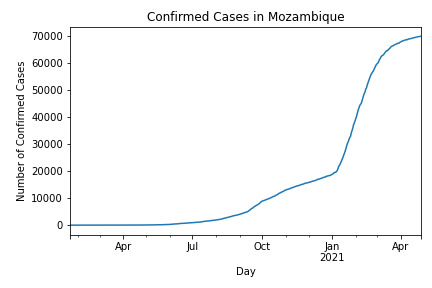 Confirmed Cases in Mozambique
70000
60000
50000
40000
30000
20000
10000
0
Number of Confirmed Cases
Apr Jul Oct Jan Apr
2021
Day